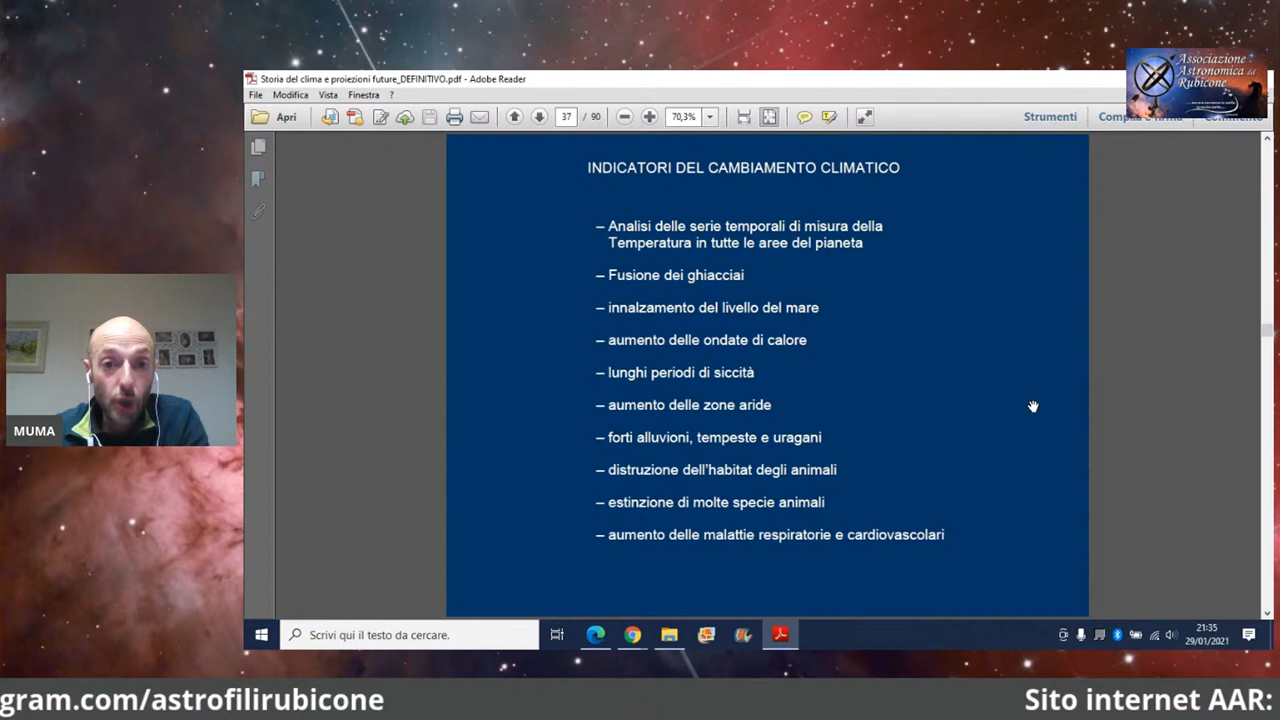 Storia del clima e proiezioni future_DEFINITIVO.pdf - Adobe Reader
File Modifica Vista Finestra ?
Apri 37 / 90 70,3% Strumenti
Associazione
Astronomica del
Rubicone
INDICATORI DEL CAMBIAMENTO CLIMATICO
– Analisi delle serie temporali di misura della
Temperatura in tutte le aree del pianeta
– Fusione dei ghiacciai
– innalzamento del livello del mare
– aumento delle ondate di calore
– lunghi periodi di siccità
– aumento delle zone aride
– forti alluvioni, tempeste e uragani
– distruzione dell'habitat degli animali
– estinzione di molte specie animali
– aumento delle malattie respiratorie e cardiovascolari
MUMA
Scrivi qui il testo da cercare.
21:35
29/01/2021
gram.com/astrofilirubicone
Sito internet AAR: